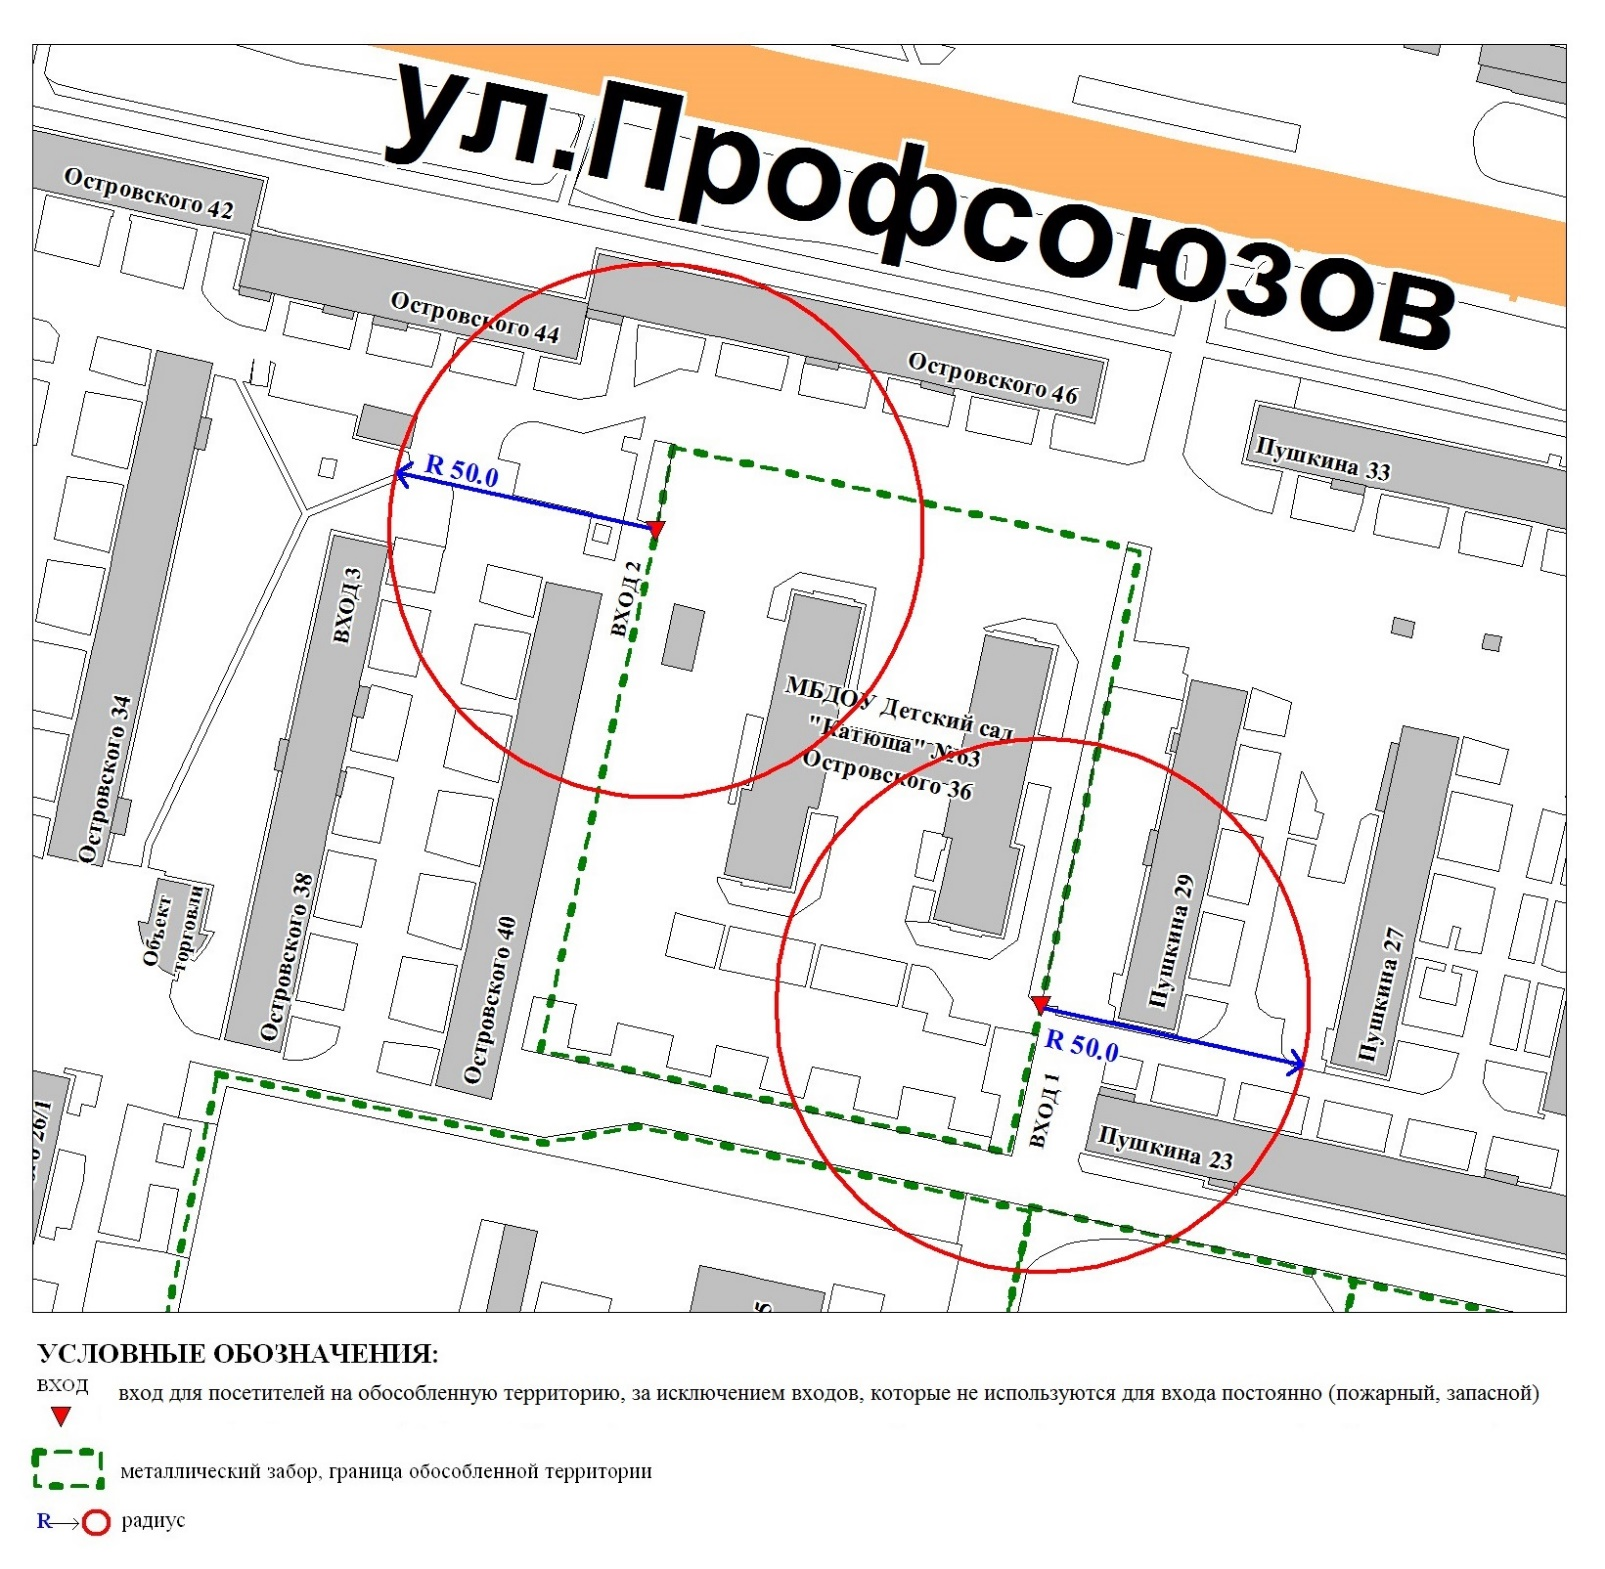 ул.Профсоюзов
Островского 42
Островского 44
Островского 46
Пушкина 33
R 50.0
ВХОД 3
ВХОД 2
МБДОУ Детский сад
"Катюша" №63
Островского 36
Островского 34
Объект
торговли
Островского 38
Островского 40
Пушкина 29
Пушкина 27
R 50.0
ВХОД 1
Пушкина 23
26/1
5
УСЛОВНЫЕ ОБОЗНАЧЕНИЯ:
ВХОД
вход для посетителей на обособленную территорию, за исключением входов, которые не используются для входа постоянно (пожарный, запасной)
металлический забор, граница обособленной территории
R
радиус